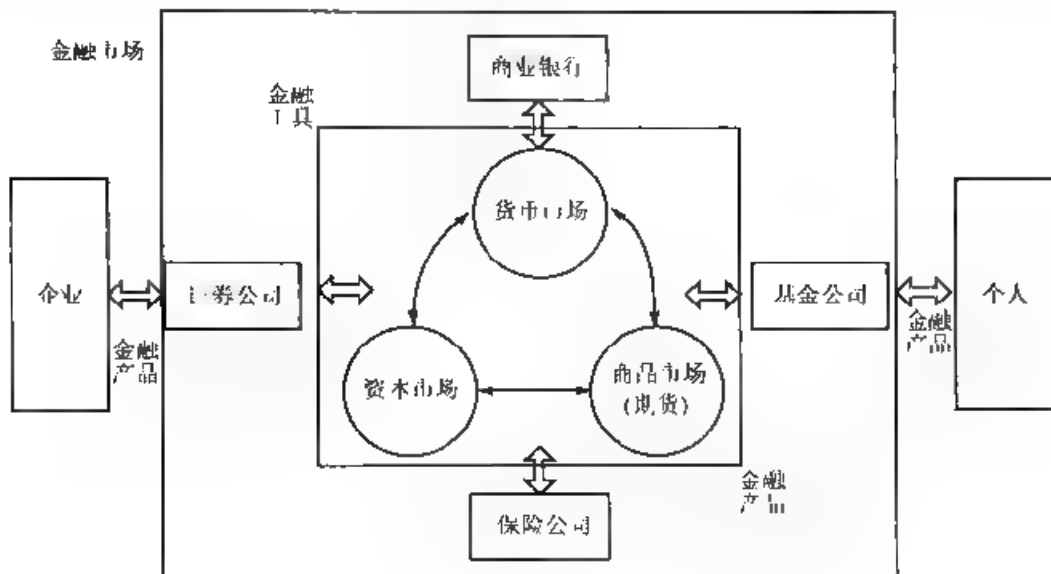 金融市场
商业银行
金融
工具
货币市场
企业
证券公司
基金公司
个人
金融
产品
金融
产品
资本市场
商品市场
(期货)
金融
产品
保险公司